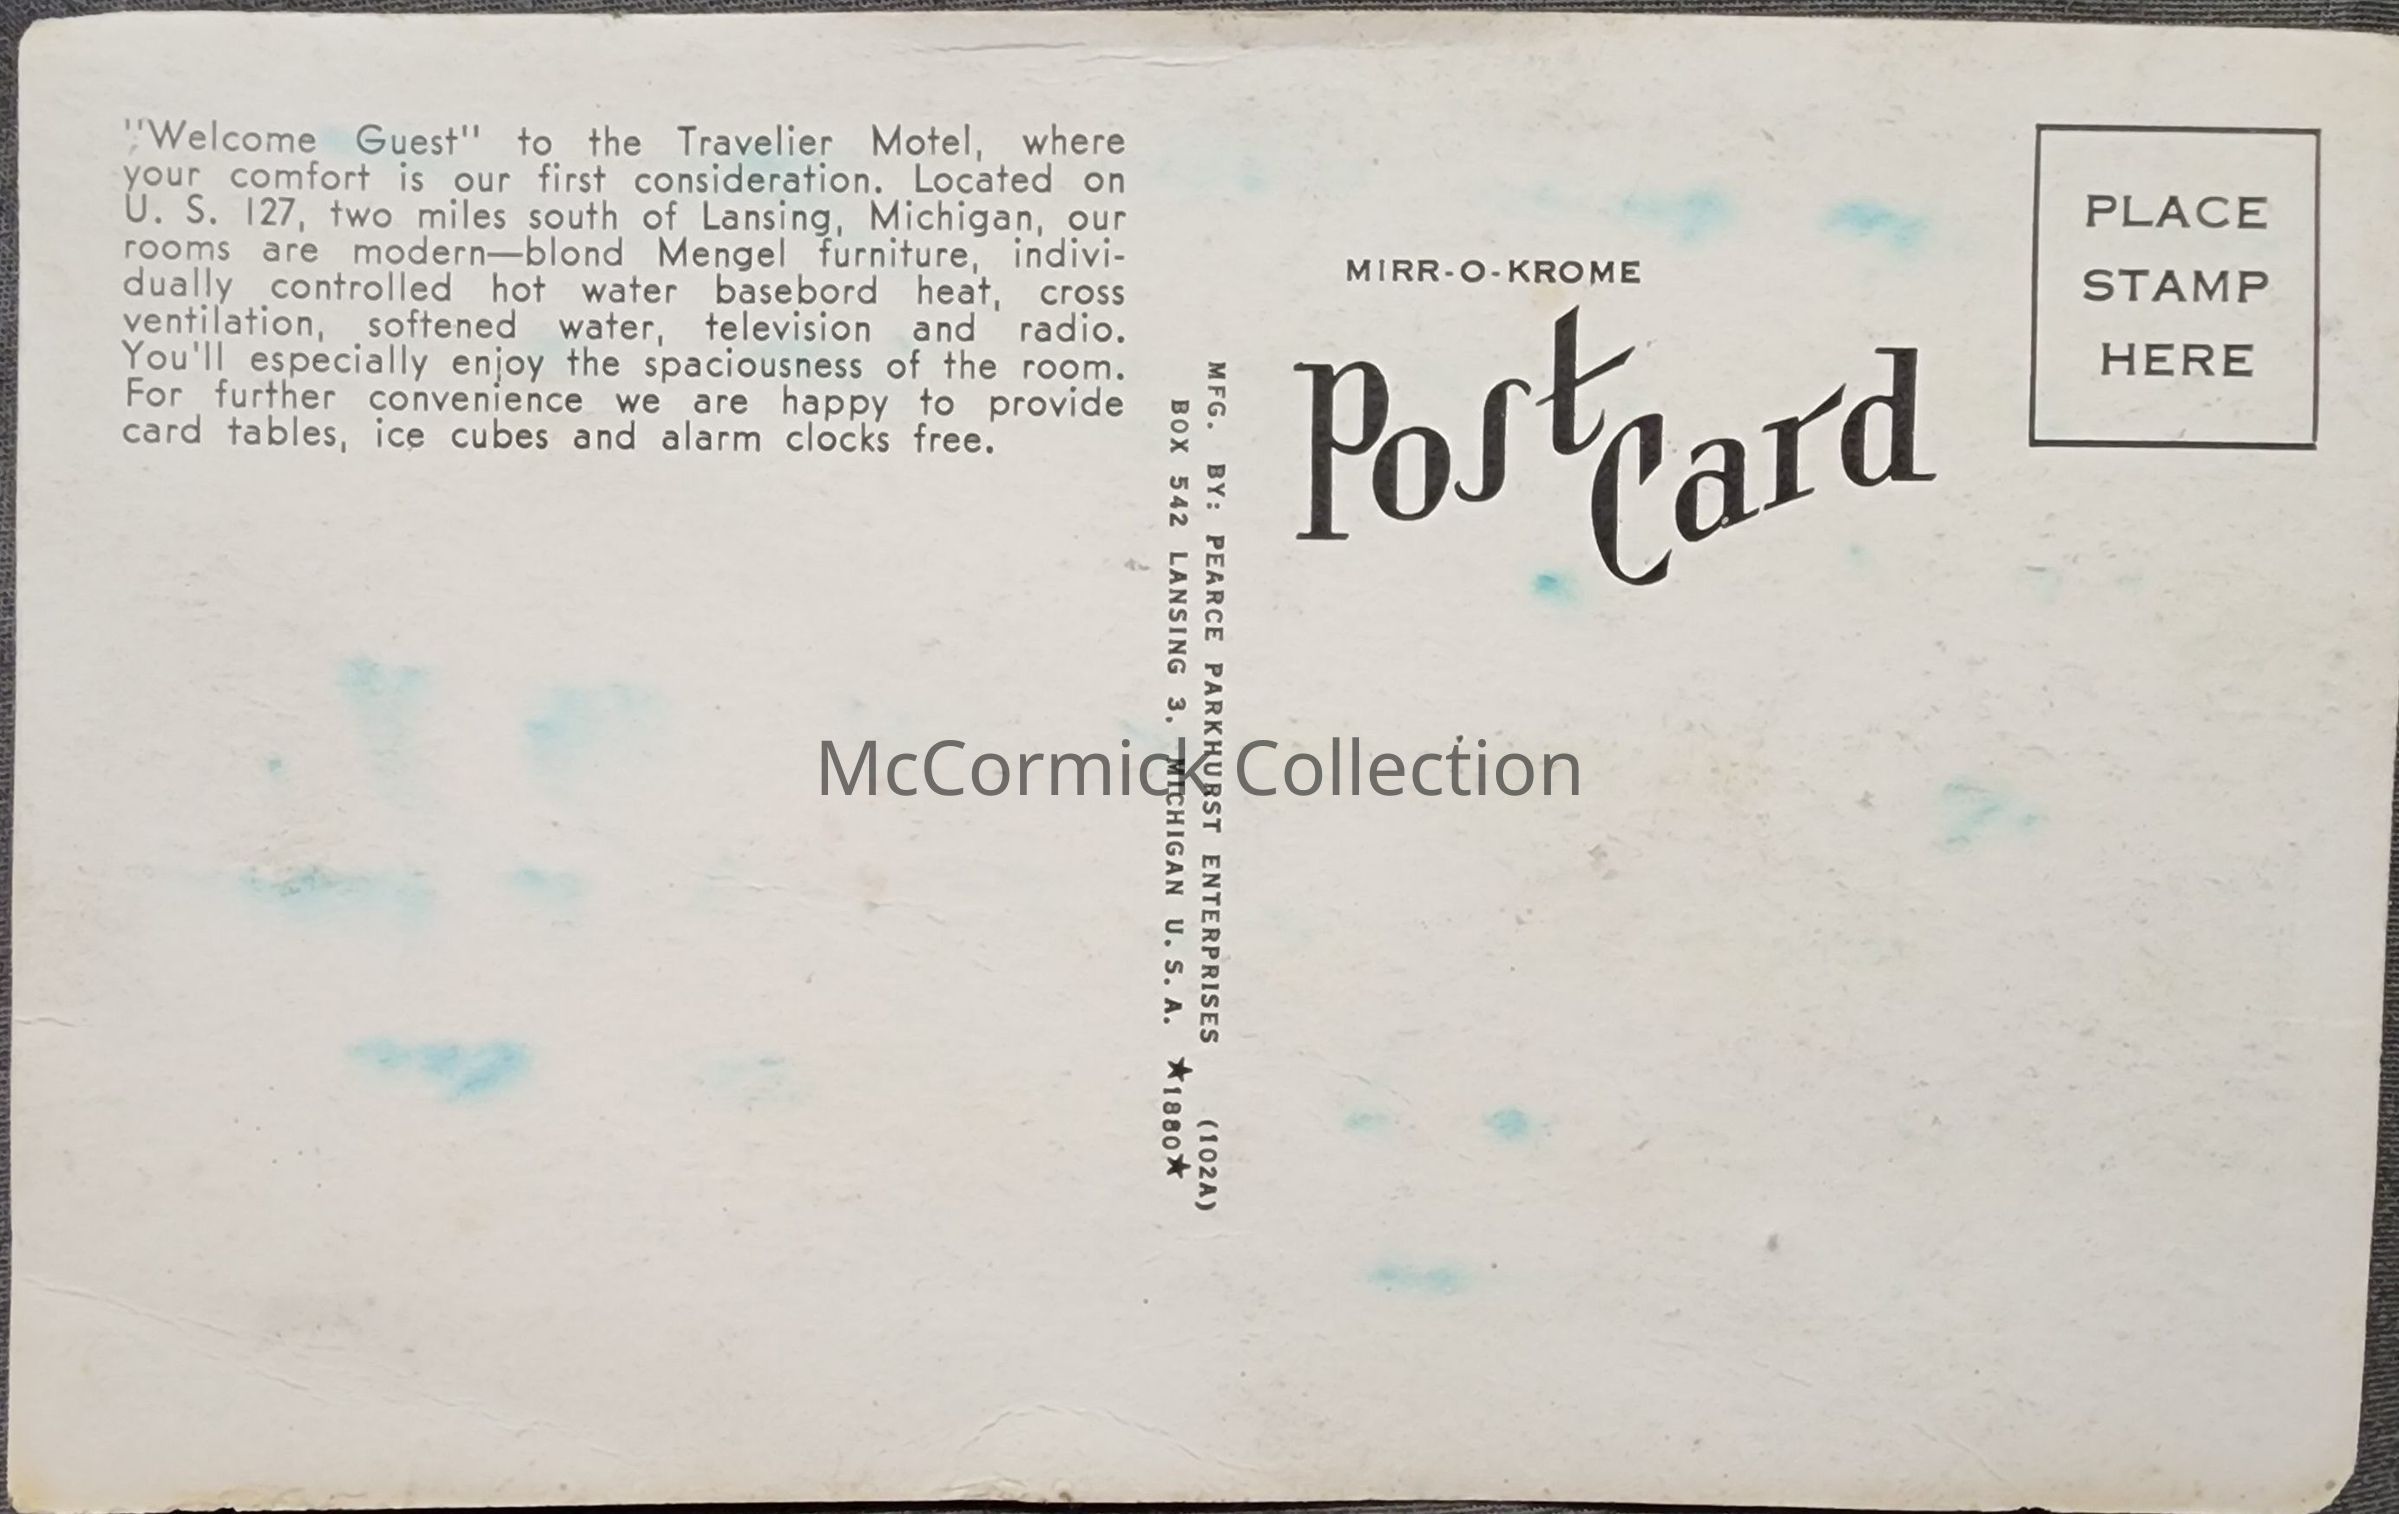 "Welcome Guest" to the Travelier Motel, where
your comfort is our first consideration. Located on
U. S. 127, two miles south of Lansing, Michigan, our
rooms are modern—blond Mengel furniture, indivi-
dually controlled hot water basebord heat, cross
ventilation, softened water, television and radio.
You'll especially enjoy the spaciousness of the room.
For further convenience we are happy to provide
card tables, ice cubes and alarm clocks free.
MFG. BY: PEARCE PARKHURST ENTERPRISES (102A)
BOX 542 LANSING 3, MICHIGAN U.S.A. ★1880★
MIRR-O-KROME
Post Card
PLACE
STAMP
HERE
McCormick Collection